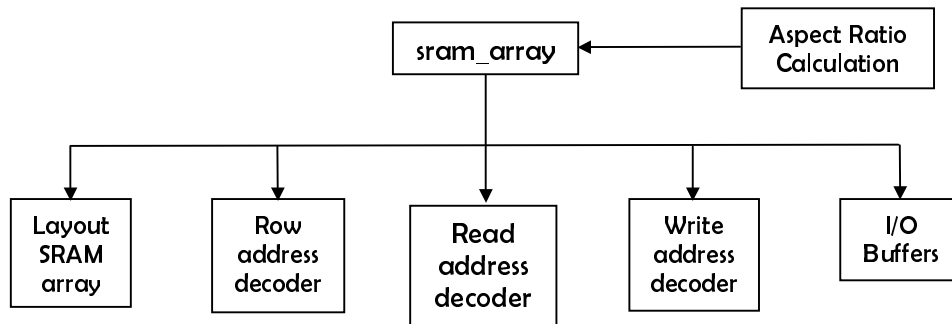 sram_array
Aspect Ratio
Calculation
Layout
SRAM
array
Row
address
decoder
Read
address
decoder
Write
address
decoder
I/O
Buffers